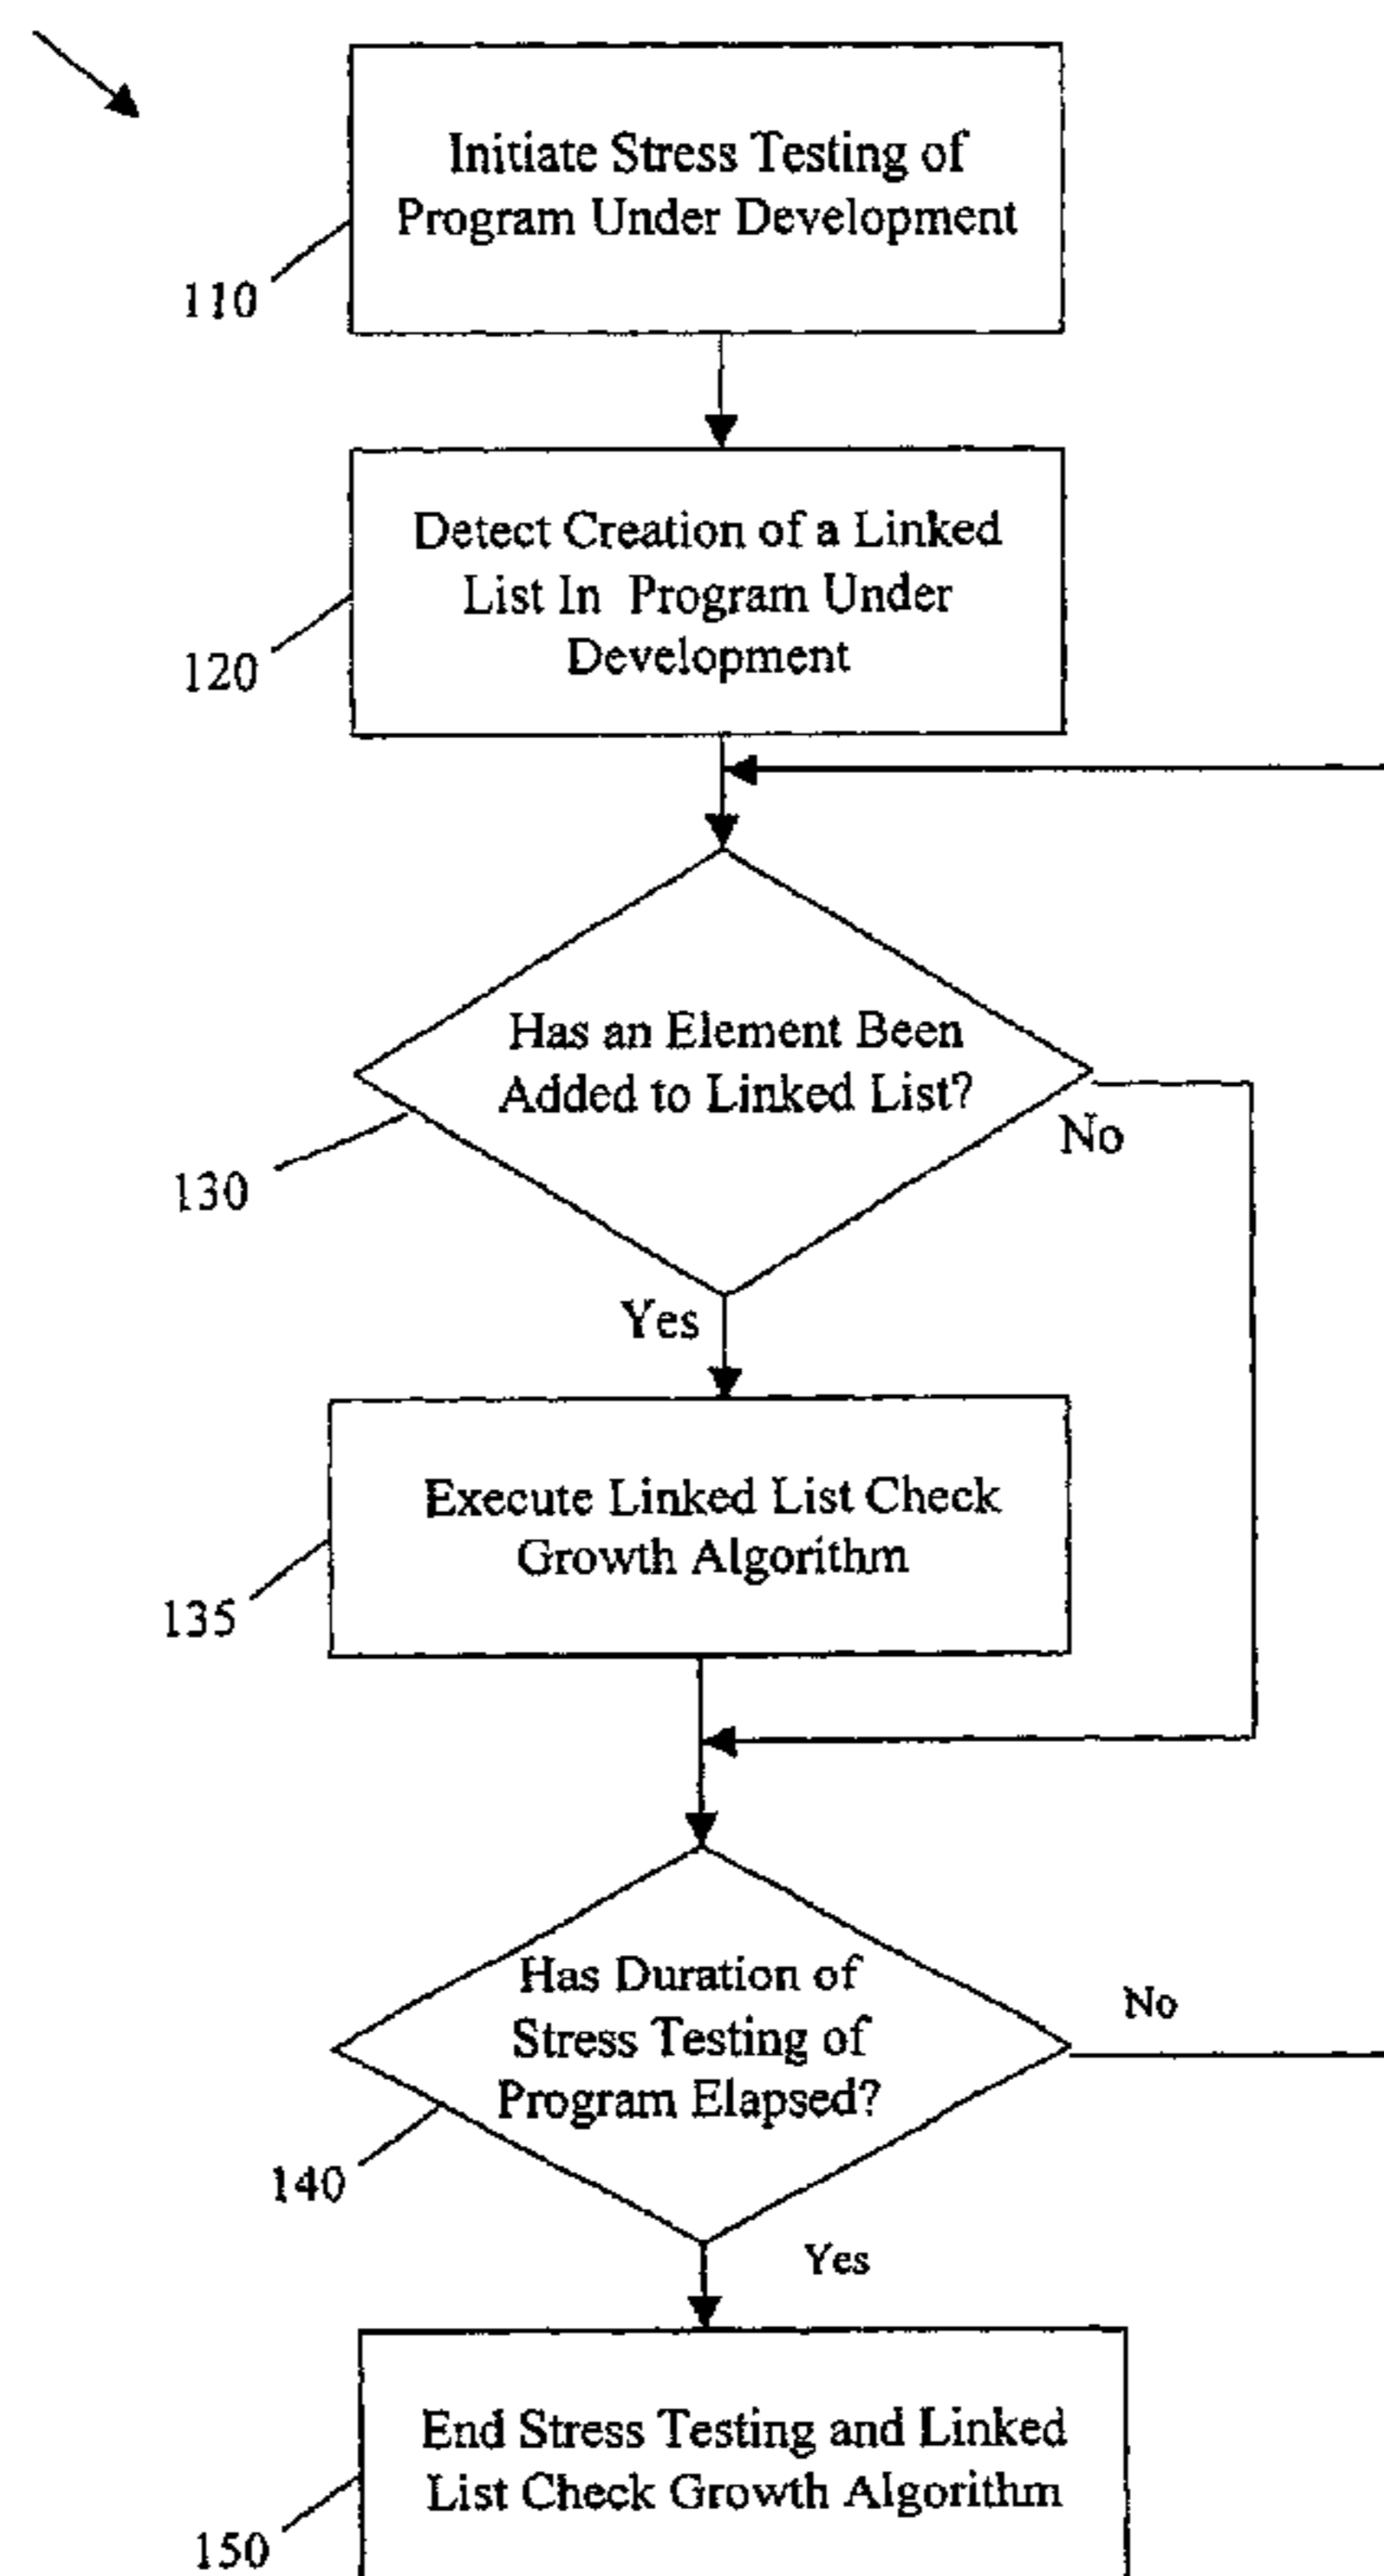 Initiate Stress Testing of
Program Under Development
110
Detect Creation of a Linked
List In Program Under
Development
120
Has an Element Been
Added to Linked List?
No
130
Yes
Execute Linked List Check
Growth Algorithm
135
Has Duration of
Stress Testing of
Program Elapsed?
No
140
Yes
End Stress Testing and Linked
List Check Growth Algorithm
150